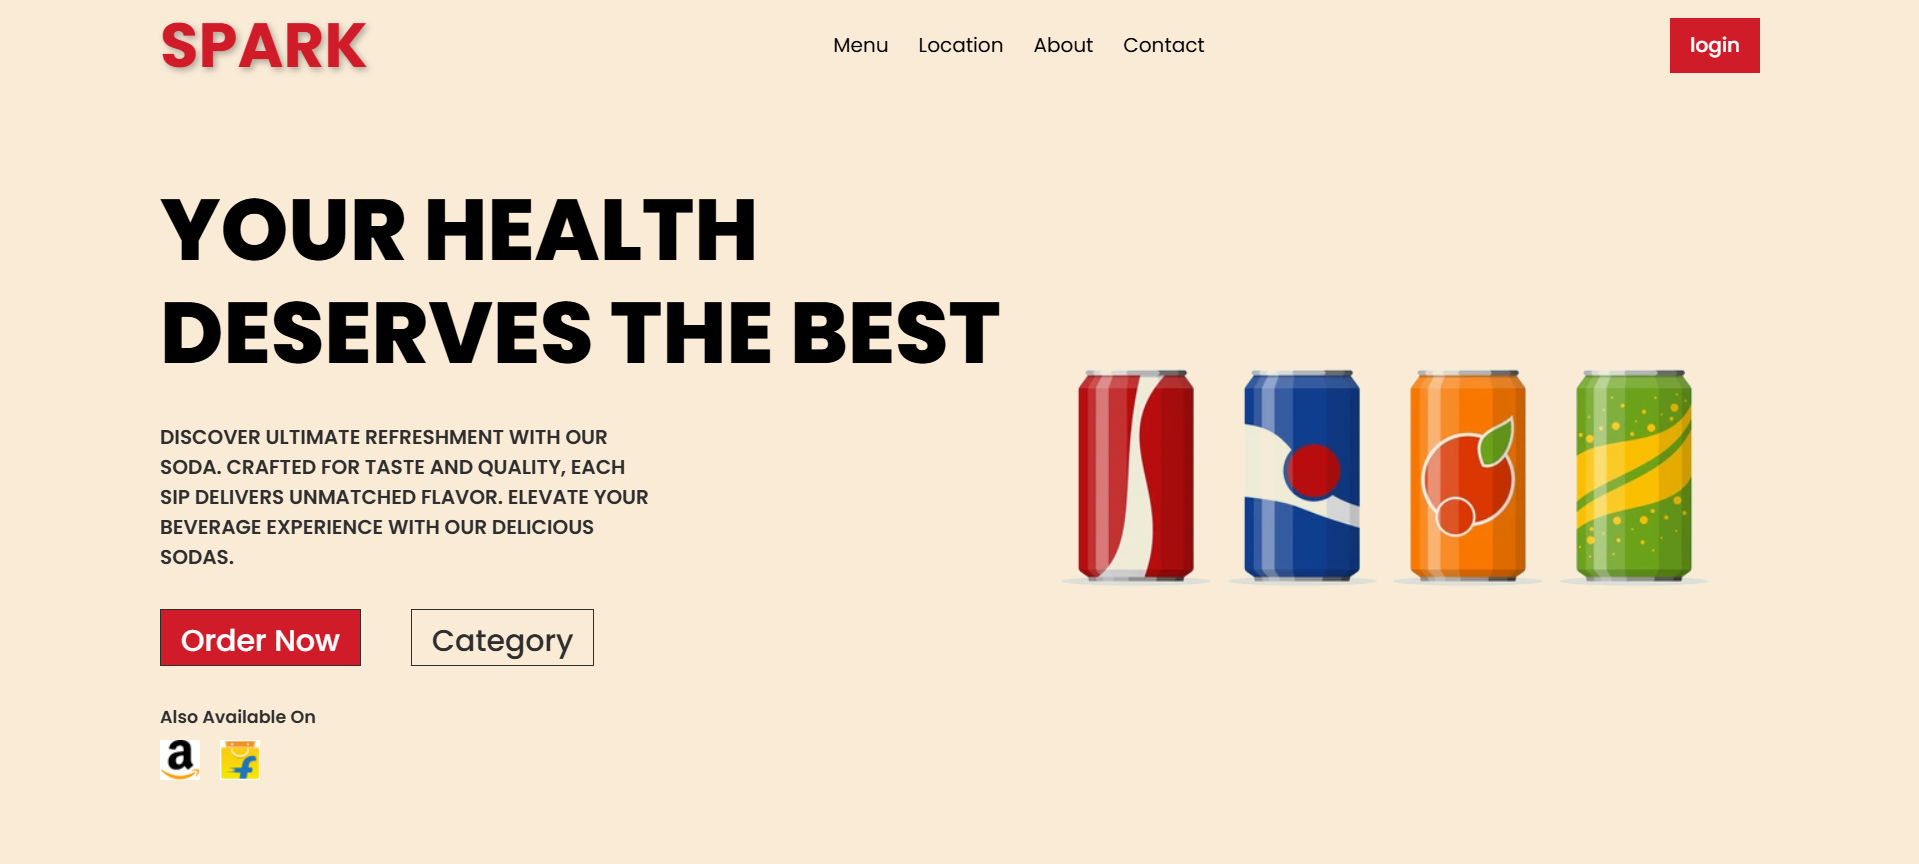 SPARK
Menu Location About Contact
login
YOUR HEALTH
DESERVES THE BEST
DISCOVER ULTIMATE REFRESHMENT WITH OUR
SODA. CRAFTED FOR TASTE AND QUALITY, EACH
SIP DELIVERS UNMATCHED FLAVOR. ELEVATE YOUR
BEVERAGE EXPERIENCE WITH OUR DELICIOUS
SODAS.
Order Now
Category
Also Available On
a
f